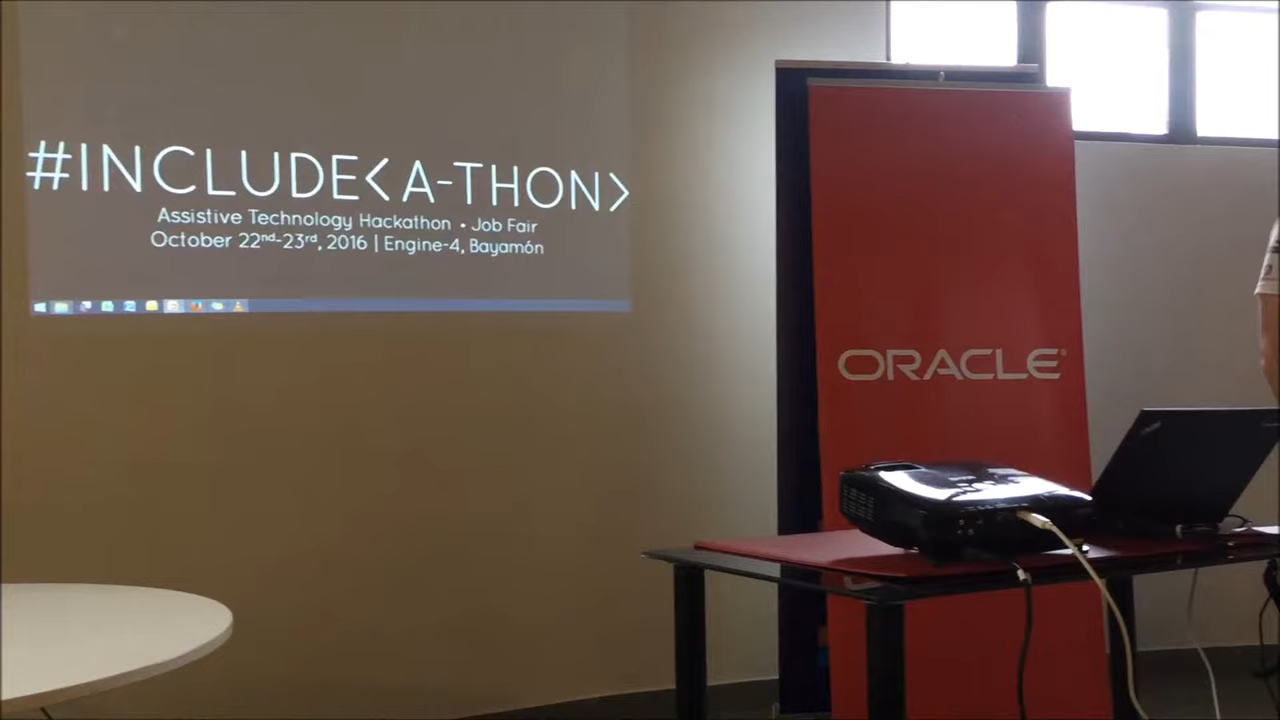 #INCLUDE<A-THON>
Assistive Technology Hackathon • Job Fair
October 22nd-23rd, 2016 | Engine-4, Bayamón
ORACLE®